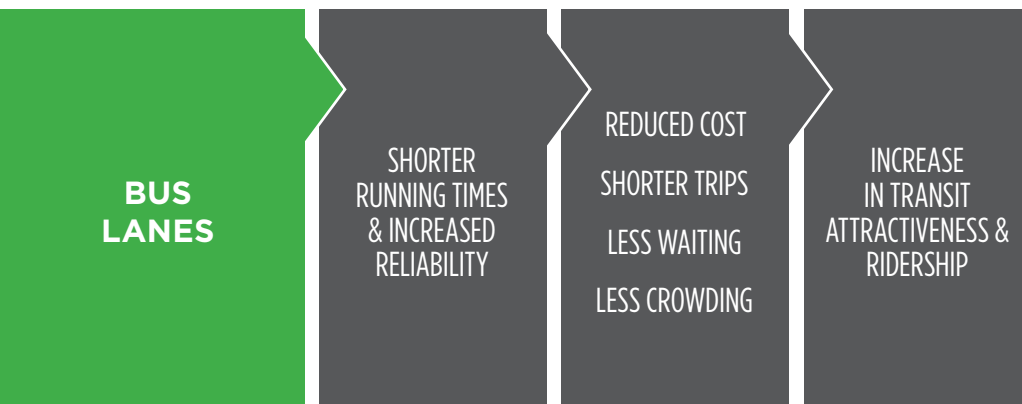 BUS
LANES
SHORTER
RUNNING TIMES
& INCREASED
RELIABILITY
REDUCED COST
SHORTER TRIPS
LESS WAITING
LESS CROWDING
INCREASE
IN TRANSIT
ATTRACTIVENESS &
RIDERSHIP